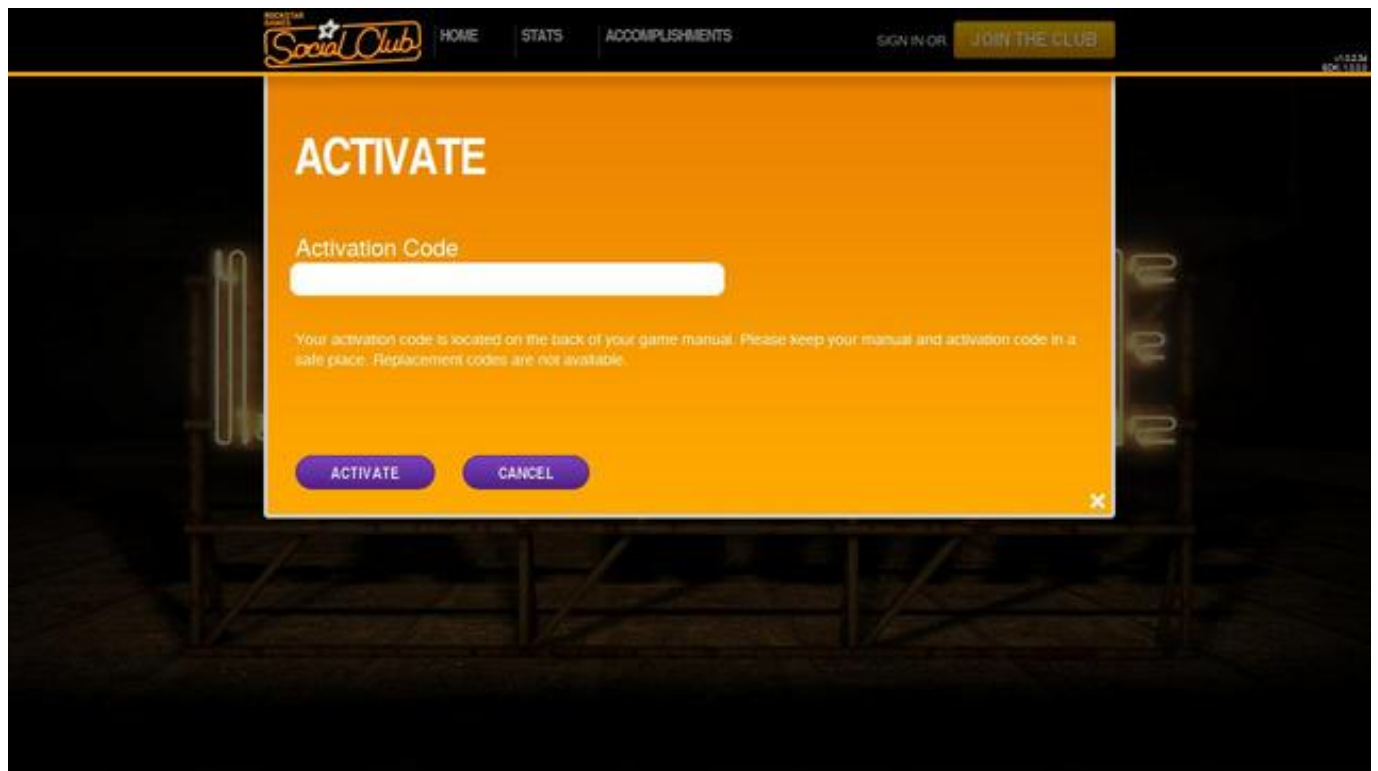 ROCKSTAR GAMES
Social Club
HOME STATS ACCOMPLISHMENTS SIGN IN OR JOIN THE CLUB
ACTIVATE
Activation Code
Your activation code is located on the back of your game manual. Please keep your manual and activation code in a
safe place. Replacement codes are not available.
ACTIVATE CANCEL